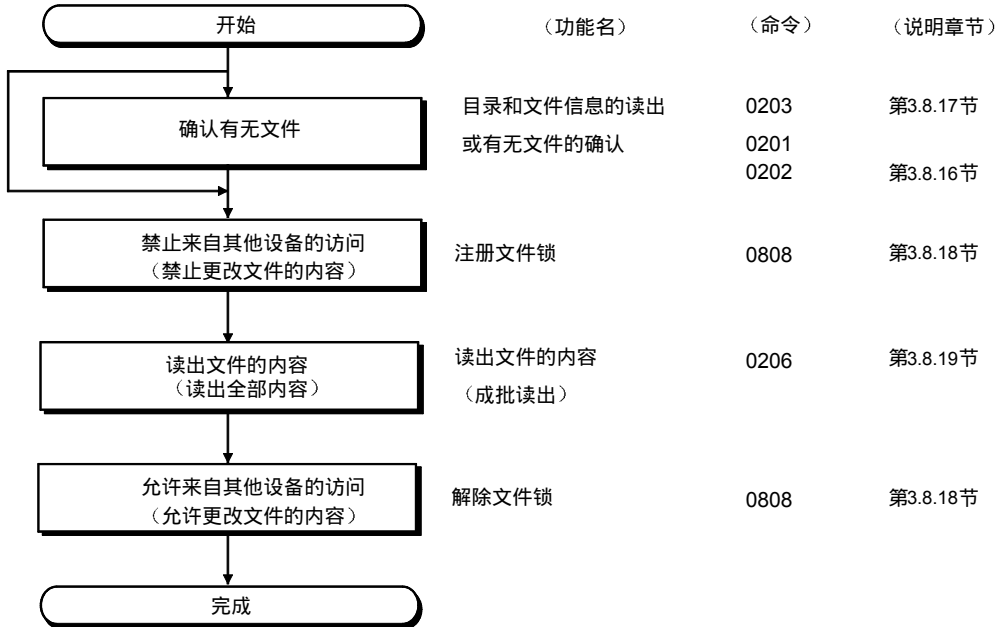 开始 （功能名） （命令） （说明章节）
确认有无文件 目录和文件信息的读出 0203 第3.8.17节
或有无文件的确认 0201
0202 第3.8.16节
禁止来自其他设备的访问
（禁止更改文件的内容） 注册文件锁 0808 第3.8.18节
读出文件的内容
（读出全部内容） 读出文件的内容 0206 第3.8.19节
（成批读出）
允许来自其他设备的访问
（允许更改文件的内容） 解除文件锁 0808 第3.8.18节
完成